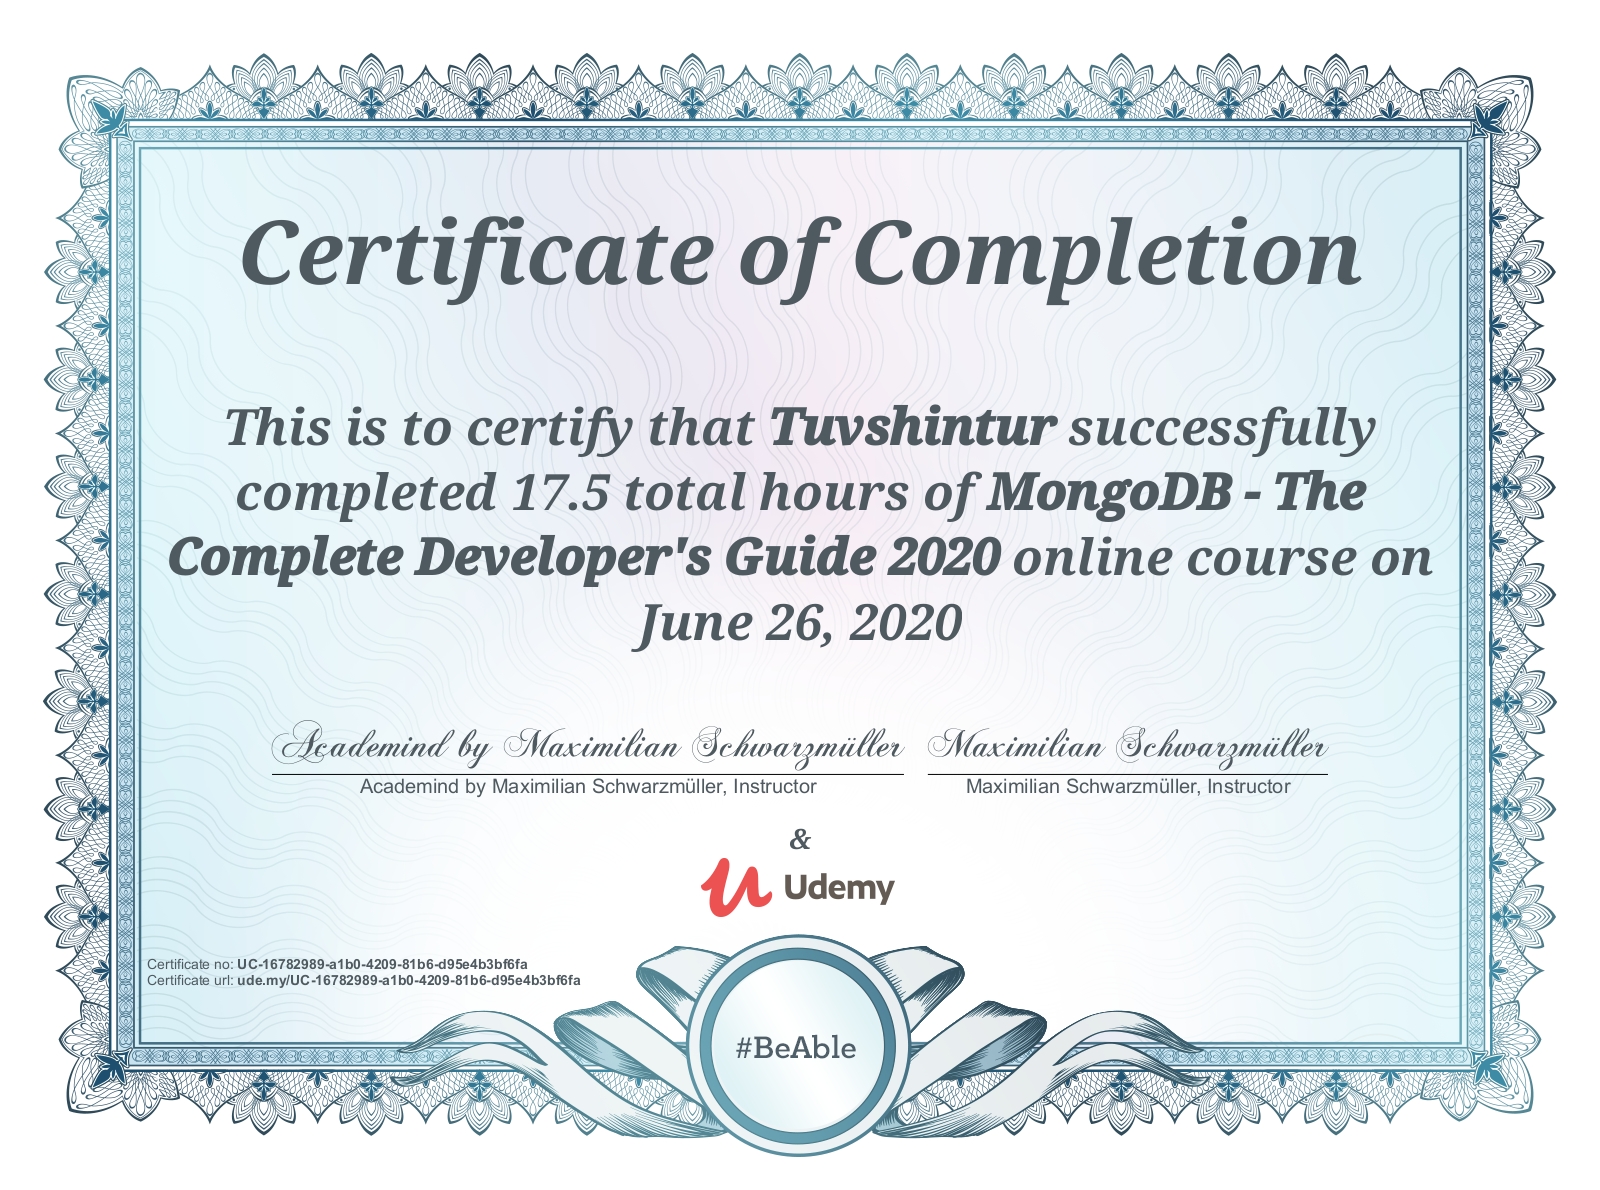 Certificate of Completion
This is to certify that Tuvshintur successfully
completed 17.5 total hours of MongoDB - The
Complete Developer's Guide 2020 online course on
June 26, 2020
Academind by Maximilian Schwarzmüller Maximilian Schwarzmüller
Academind by Maximilian Schwarzmüller, Instructor Maximilian Schwarzmüller, Instructor
&
Udemy
Certificate no: UC-16782989-a1b0-4209-81b6-d95e4b3bf6fa
Certificate url: ude.my/UC-16782989-a1b0-4209-81b6-d95e4b3bf6fa
#BeAble